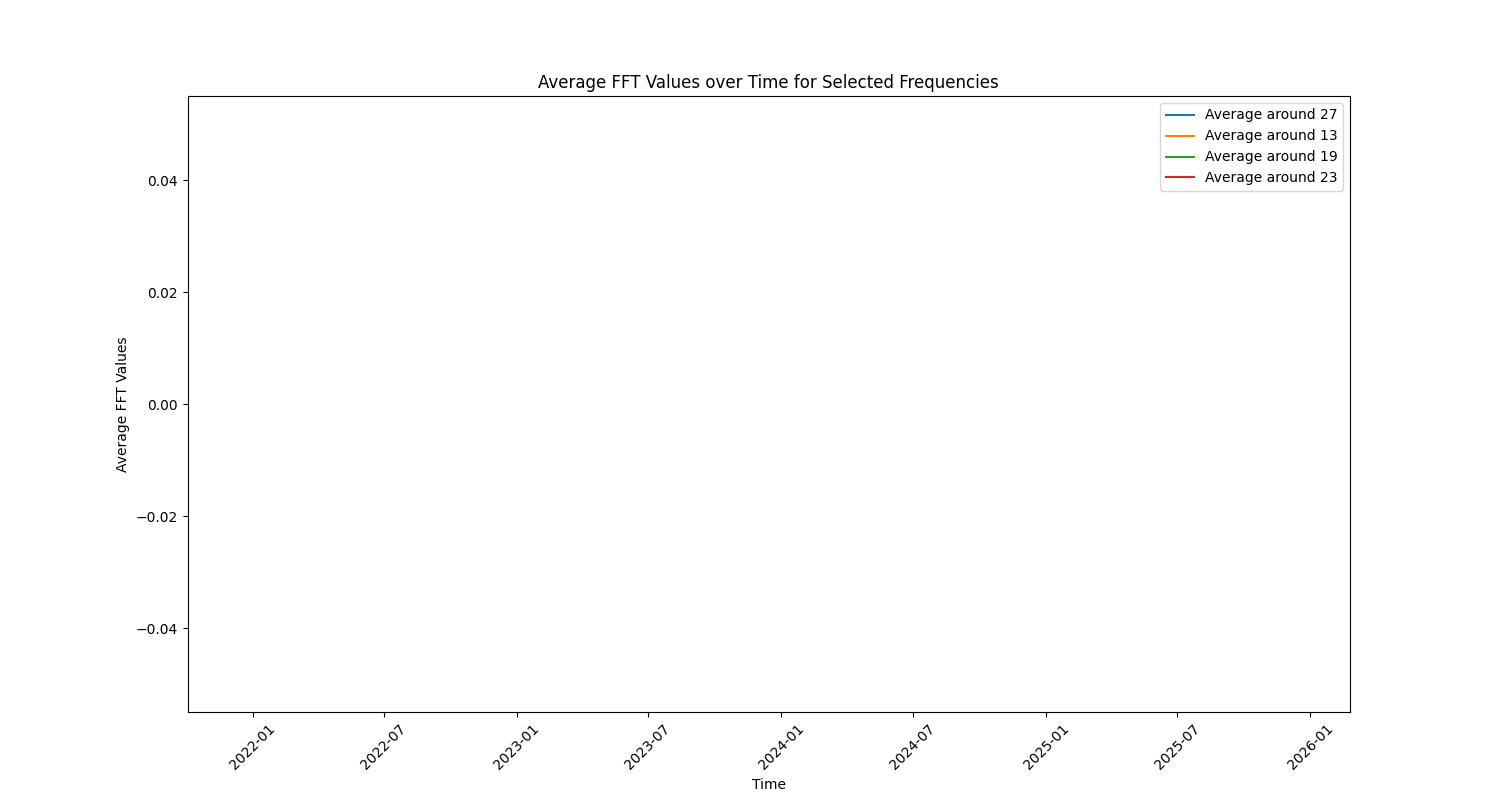 Average FFT Values over Time for Selected Frequencies
Average around 27
Average around 13
Average around 19
Average around 23
Average FFT Values
0.04
0.02
0.00
−0.02
−0.04
2022-01
2022-07
2023-01
2023-07
2024-01
2024-07
2025-01
2025-07
2026-01
Time